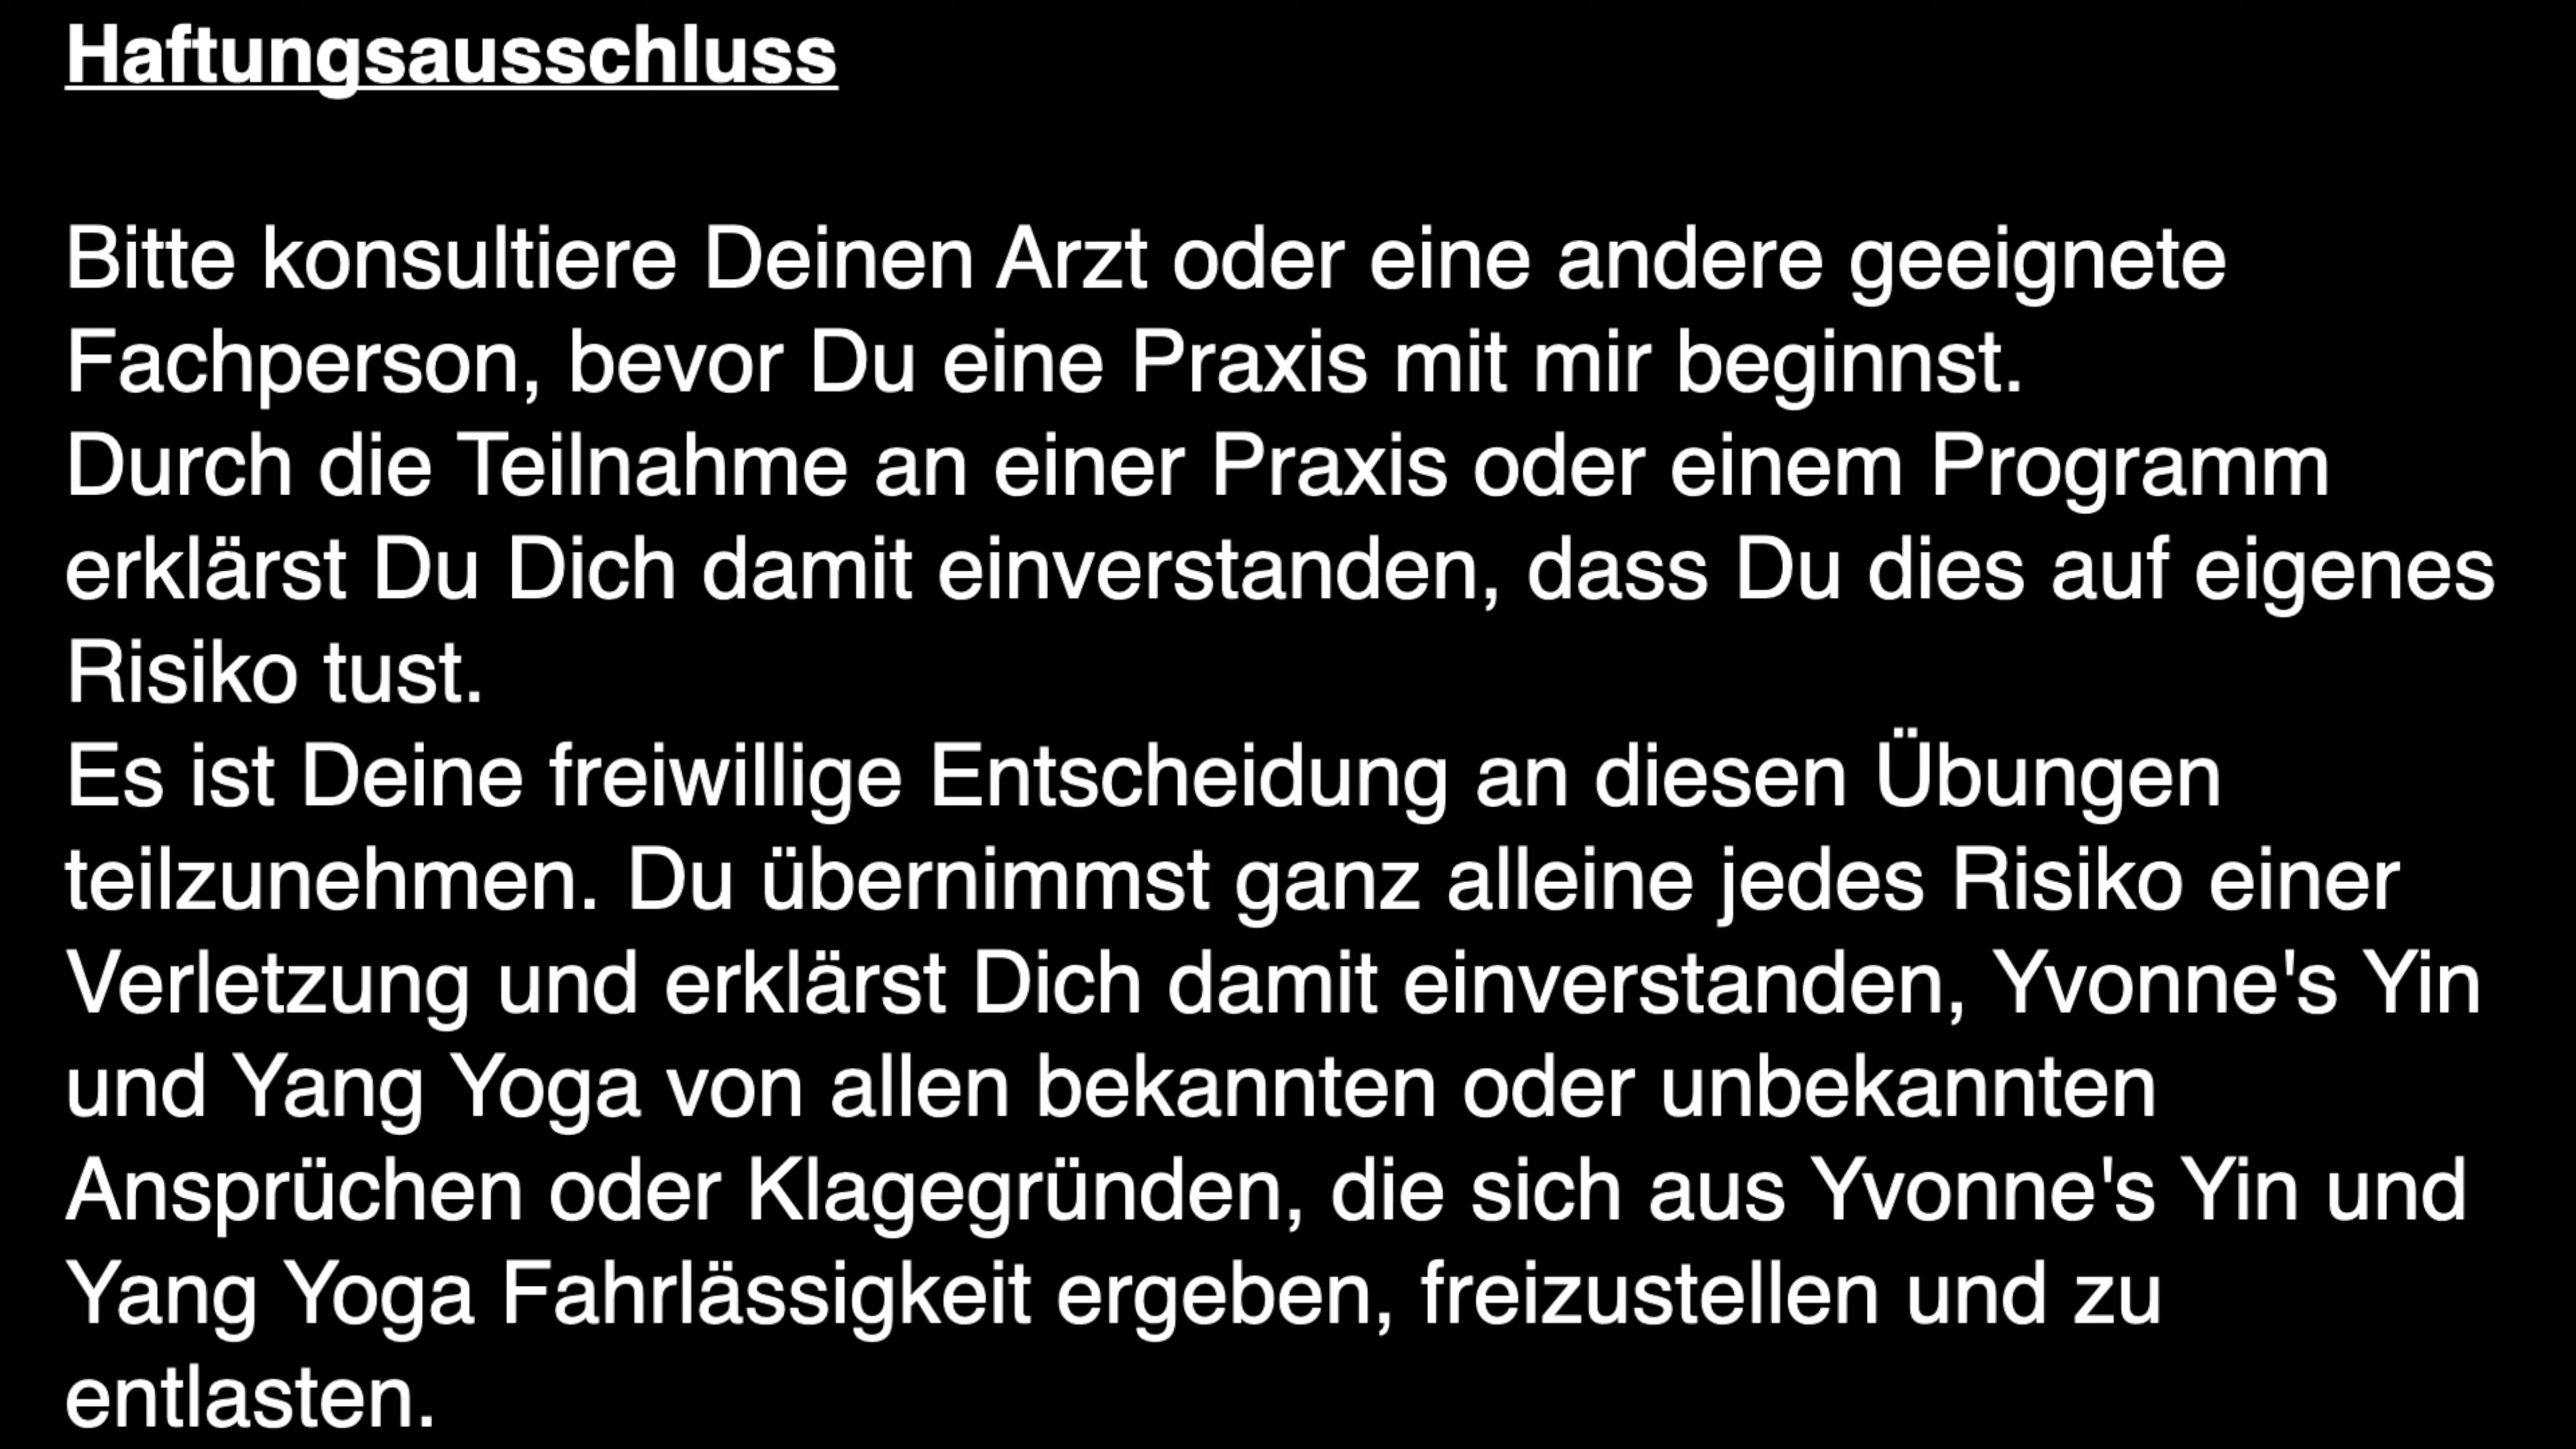 Haftungsausschluss
Bitte konsultiere Deinen Arzt oder eine andere geeignete
Fachperson, bevor Du eine Praxis mit mir beginnst.
Durch die Teilnahme an einer Praxis oder einem Programm
erklärst Du Dich damit einverstanden, dass Du dies auf eigenes
Risiko tust.
Es ist Deine freiwillige Entscheidung an diesen Übungen
teilzunehmen. Du übernimmst ganz alleine jedes Risiko einer
Verletzung und erklärst Dich damit einverstanden, Yvonne's Yin
und Yang Yoga von allen bekannten oder unbekannten
Ansprüchen oder Klagegründen, die sich aus Yvonne's Yin und
Yang Yoga Fahrlässigkeit ergeben, freizustellen und zu
entlasten.